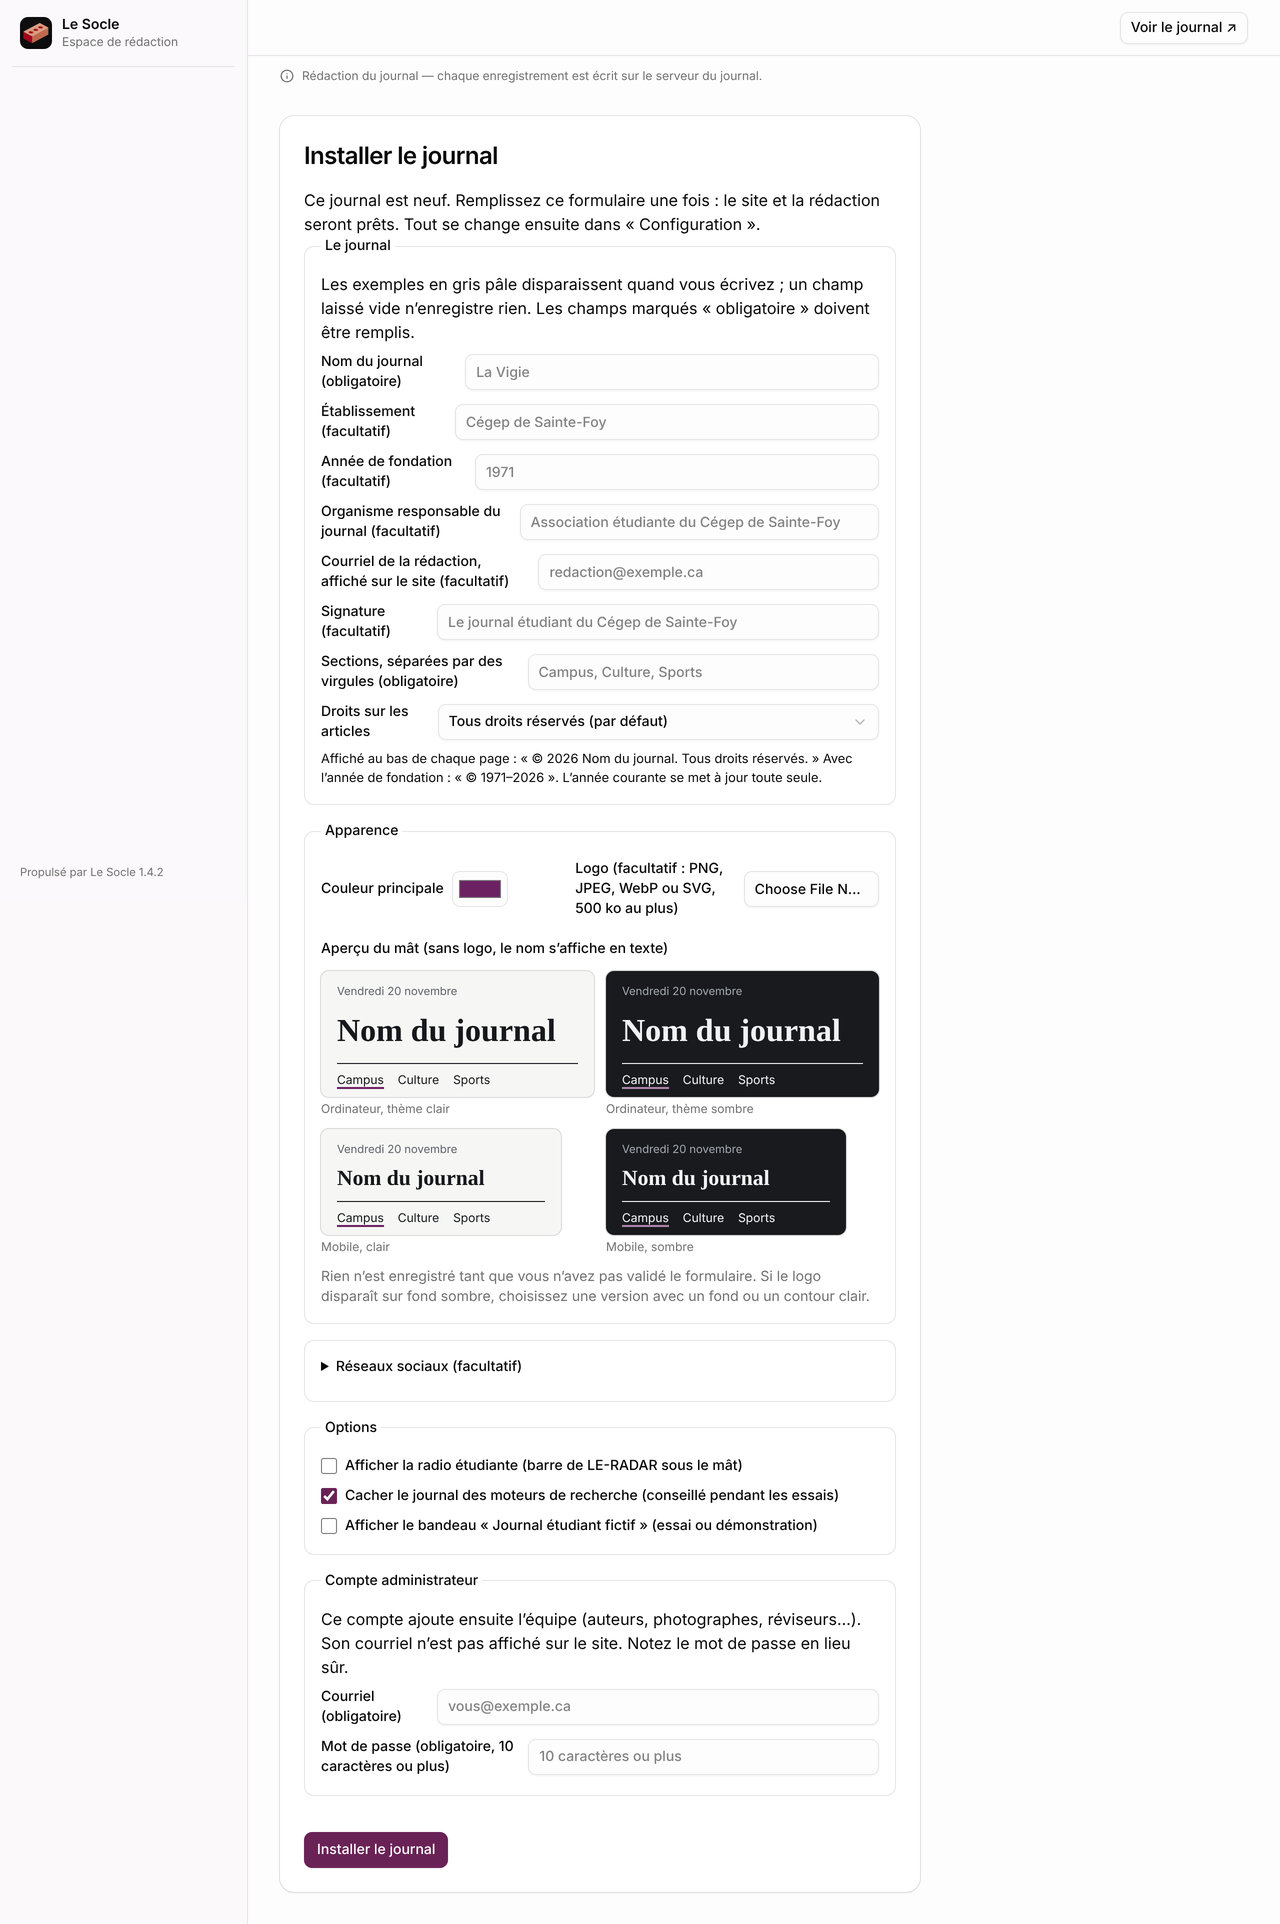 Le Socle
Espace de rédaction
Voir le journal ↗
Rédaction du journal — chaque enregistrement est écrit sur le serveur du journal.
Installer le journal
Ce journal est neuf. Remplissez ce formulaire une fois : le site et la rédaction
seront prêts. Tout se change ensuite dans « Configuration ».
Le journal
Les exemples en gris pâle disparaissent quand vous écrivez ; un champ
laissé vide n’enregistre rien. Les champs marqués « obligatoire » doivent
être remplis.
Nom du journal
(obligatoire)
La Vigie
Établissement
(facultatif)
Cégep de Sainte-Foy
Année de fondation
(facultatif)
1971
Organisme responsable du
journal (facultatif)
Association étudiante du Cégep de Sainte-Foy
Courriel de la rédaction,
affiché sur le site (facultatif)
redaction@exemple.ca
Signature
(facultatif)
Le journal étudiant du Cégep de Sainte-Foy
Sections, séparées par des
virgules (obligatoire)
Campus, Culture, Sports
Droits sur les
articles
Tous droits réservés (par défaut)
Affiché au bas de chaque page : « © 2026 Nom du journal. Tous droits réservés. » Avec
l’année de fondation : « © 1971–2026 ». L’année courante se met à jour toute seule.
Apparence
Couleur principale
Logo (facultatif : PNG,
JPEG, WebP ou SVG,
500 ko au plus)
Choose File N...
Aperçu du mât (sans logo, le nom s’affiche en texte)
Vendredi 20 novembre
Nom du journal
Campus Culture Sports
Ordinateur, thème clair
Vendredi 20 novembre
Nom du journal
Campus Culture Sports
Ordinateur, thème sombre
Vendredi 20 novembre
Nom du journal
Campus Culture Sports
Mobile, clair
Vendredi 20 novembre
Nom du journal
Campus Culture Sports
Mobile, sombre
Rien n’est enregistré tant que vous n’avez pas validé le formulaire. Si le logo
disparaît sur fond sombre, choisissez une version avec un fond ou un contour clair.
Réseaux sociaux (facultatif)
Options
Afficher la radio étudiante (barre de LE-RADAR sous le mât)
Cacher le journal des moteurs de recherche (conseillé pendant les essais)
Afficher le bandeau « Journal étudiant fictif » (essai ou démonstration)
Compte administrateur
Ce compte ajoute ensuite l’équipe (auteurs, photographes, réviseurs…).
Son courriel n’est pas affiché sur le site. Notez le mot de passe en lieu
sûr.
Courriel
(obligatoire)
vous@exemple.ca
Mot de passe (obligatoire, 10
caractères ou plus)
10 caractères ou plus
Installer le journal
Propulsé par Le Socle 1.4.2